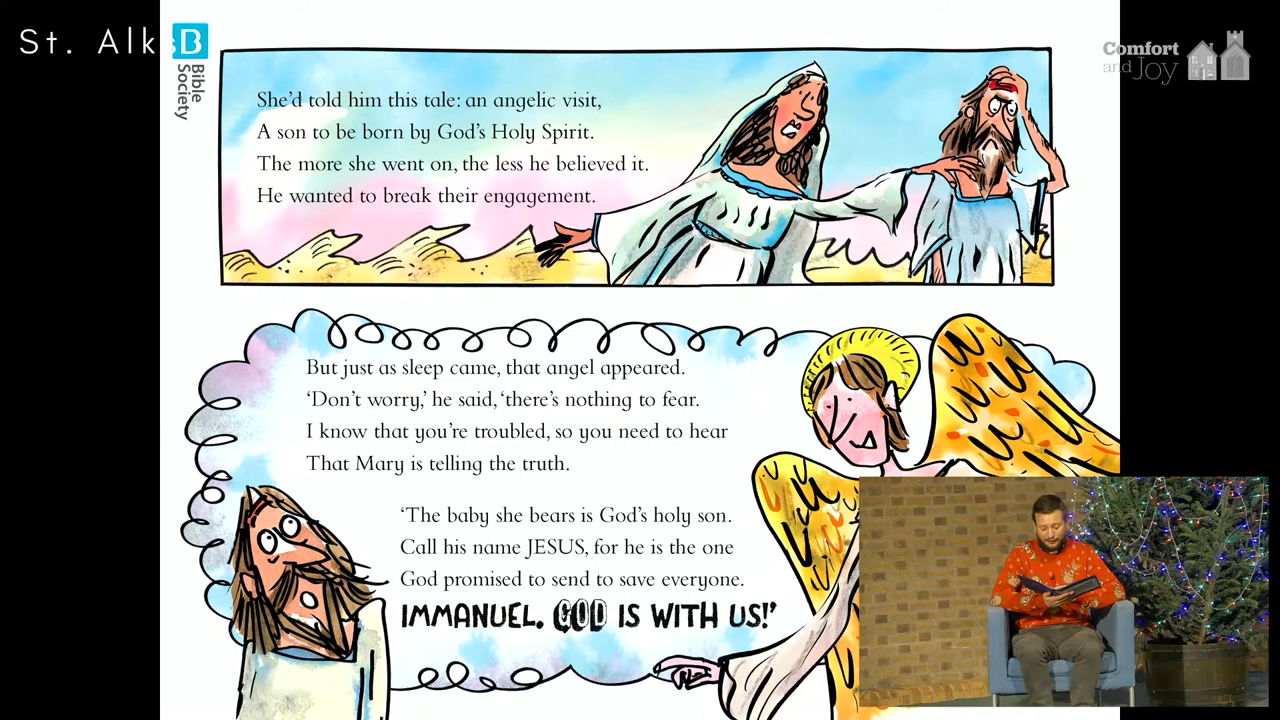 St. Alk
B
Bible
Society
Comfort
and Joy
She'd told him this tale: an angelic visit,
A son to be born by God's Holy Spirit.
The more she went on, the less he believed it.
He wanted to break their engagement.
But just as sleep came, that angel appeared.
'Don't worry,' he said, 'there's nothing to fear.
I know that you're troubled, so you need to hear
That Mary is telling the truth.
'The baby she bears is God's holy son.
Call his name JESUS, for he is the one
God promised to send to save everyone.
IMMANUEL. GOD IS WITH US!'